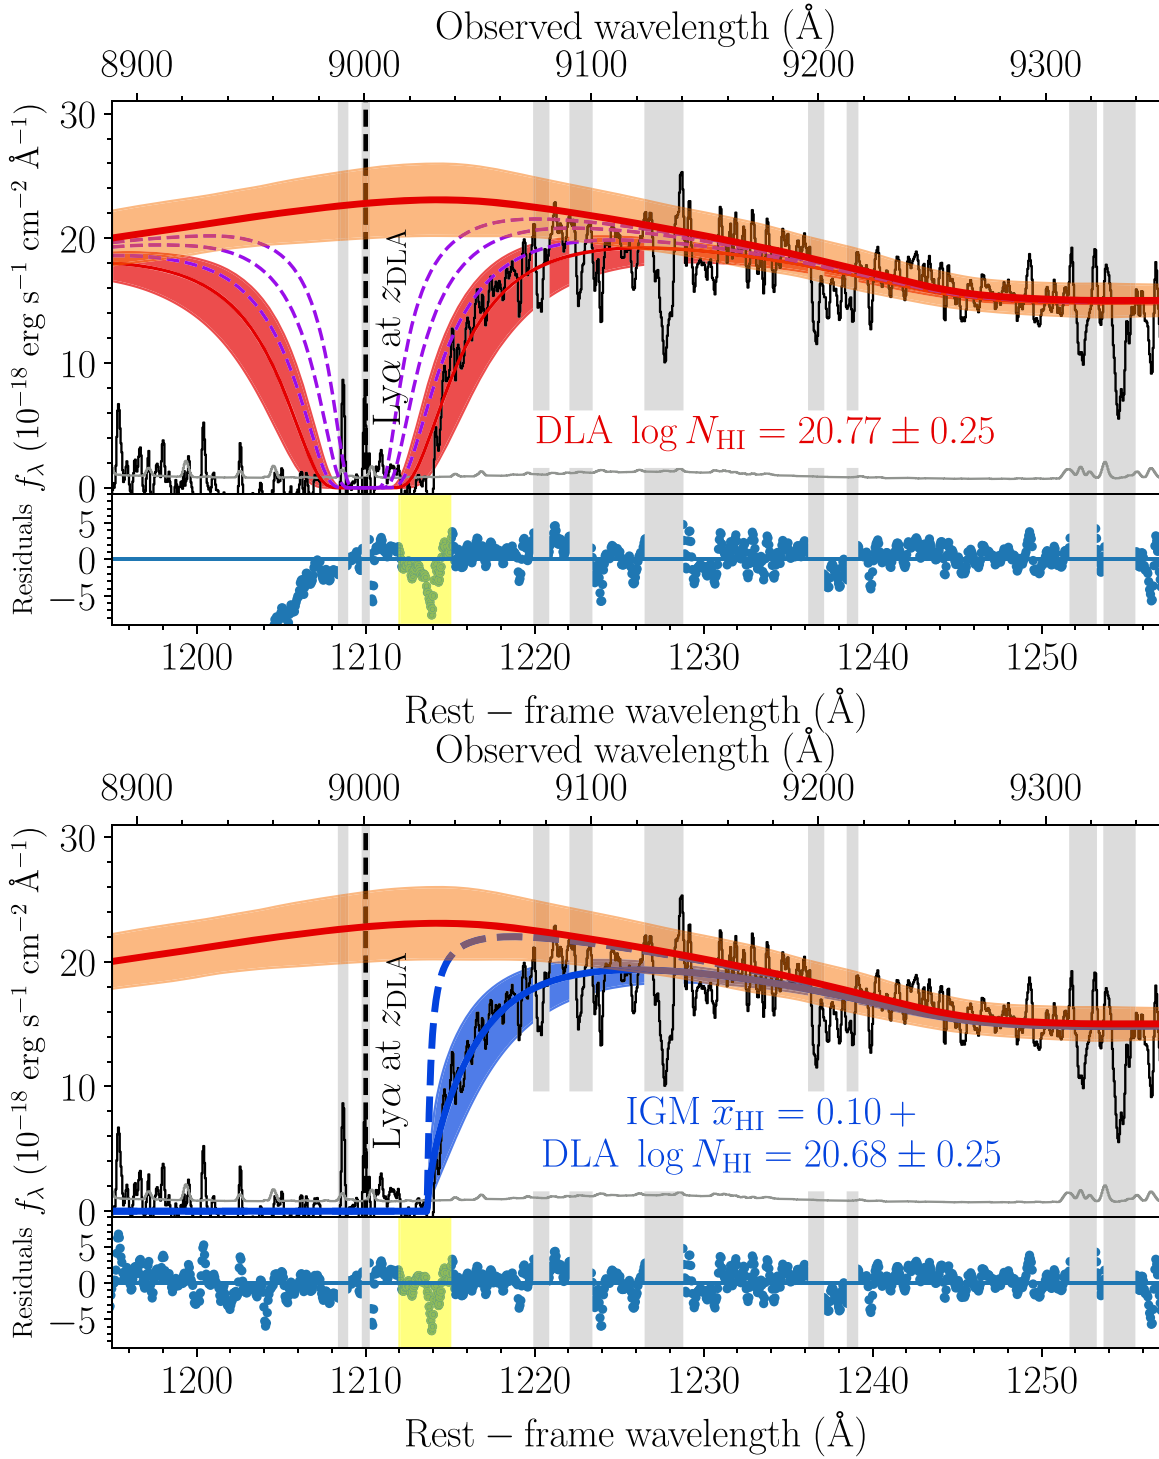 Observed wavelength (Å)
8900 9000 9100 9200 9300
30
20
10
0
fλ (10⁻¹⁸ erg s⁻¹ cm⁻² Å⁻¹)
Lyα at z_DLA
DLA log N_HI = 20.77 ± 0.25
5
0
−5
Residuals
1200 1210 1220 1230 1240 1250
Rest − frame wavelength (Å)
Observed wavelength (Å)
8900 9000 9100 9200 9300
30
20
10
0
fλ (10⁻¹⁸ erg s⁻¹ cm⁻² Å⁻¹)
Lyα at z_DLA
IGM x̅_HI = 0.10 +
DLA log N_HI = 20.68 ± 0.25
5
0
−5
Residuals
1200 1210 1220 1230 1240 1250
Rest − frame wavelength (Å)